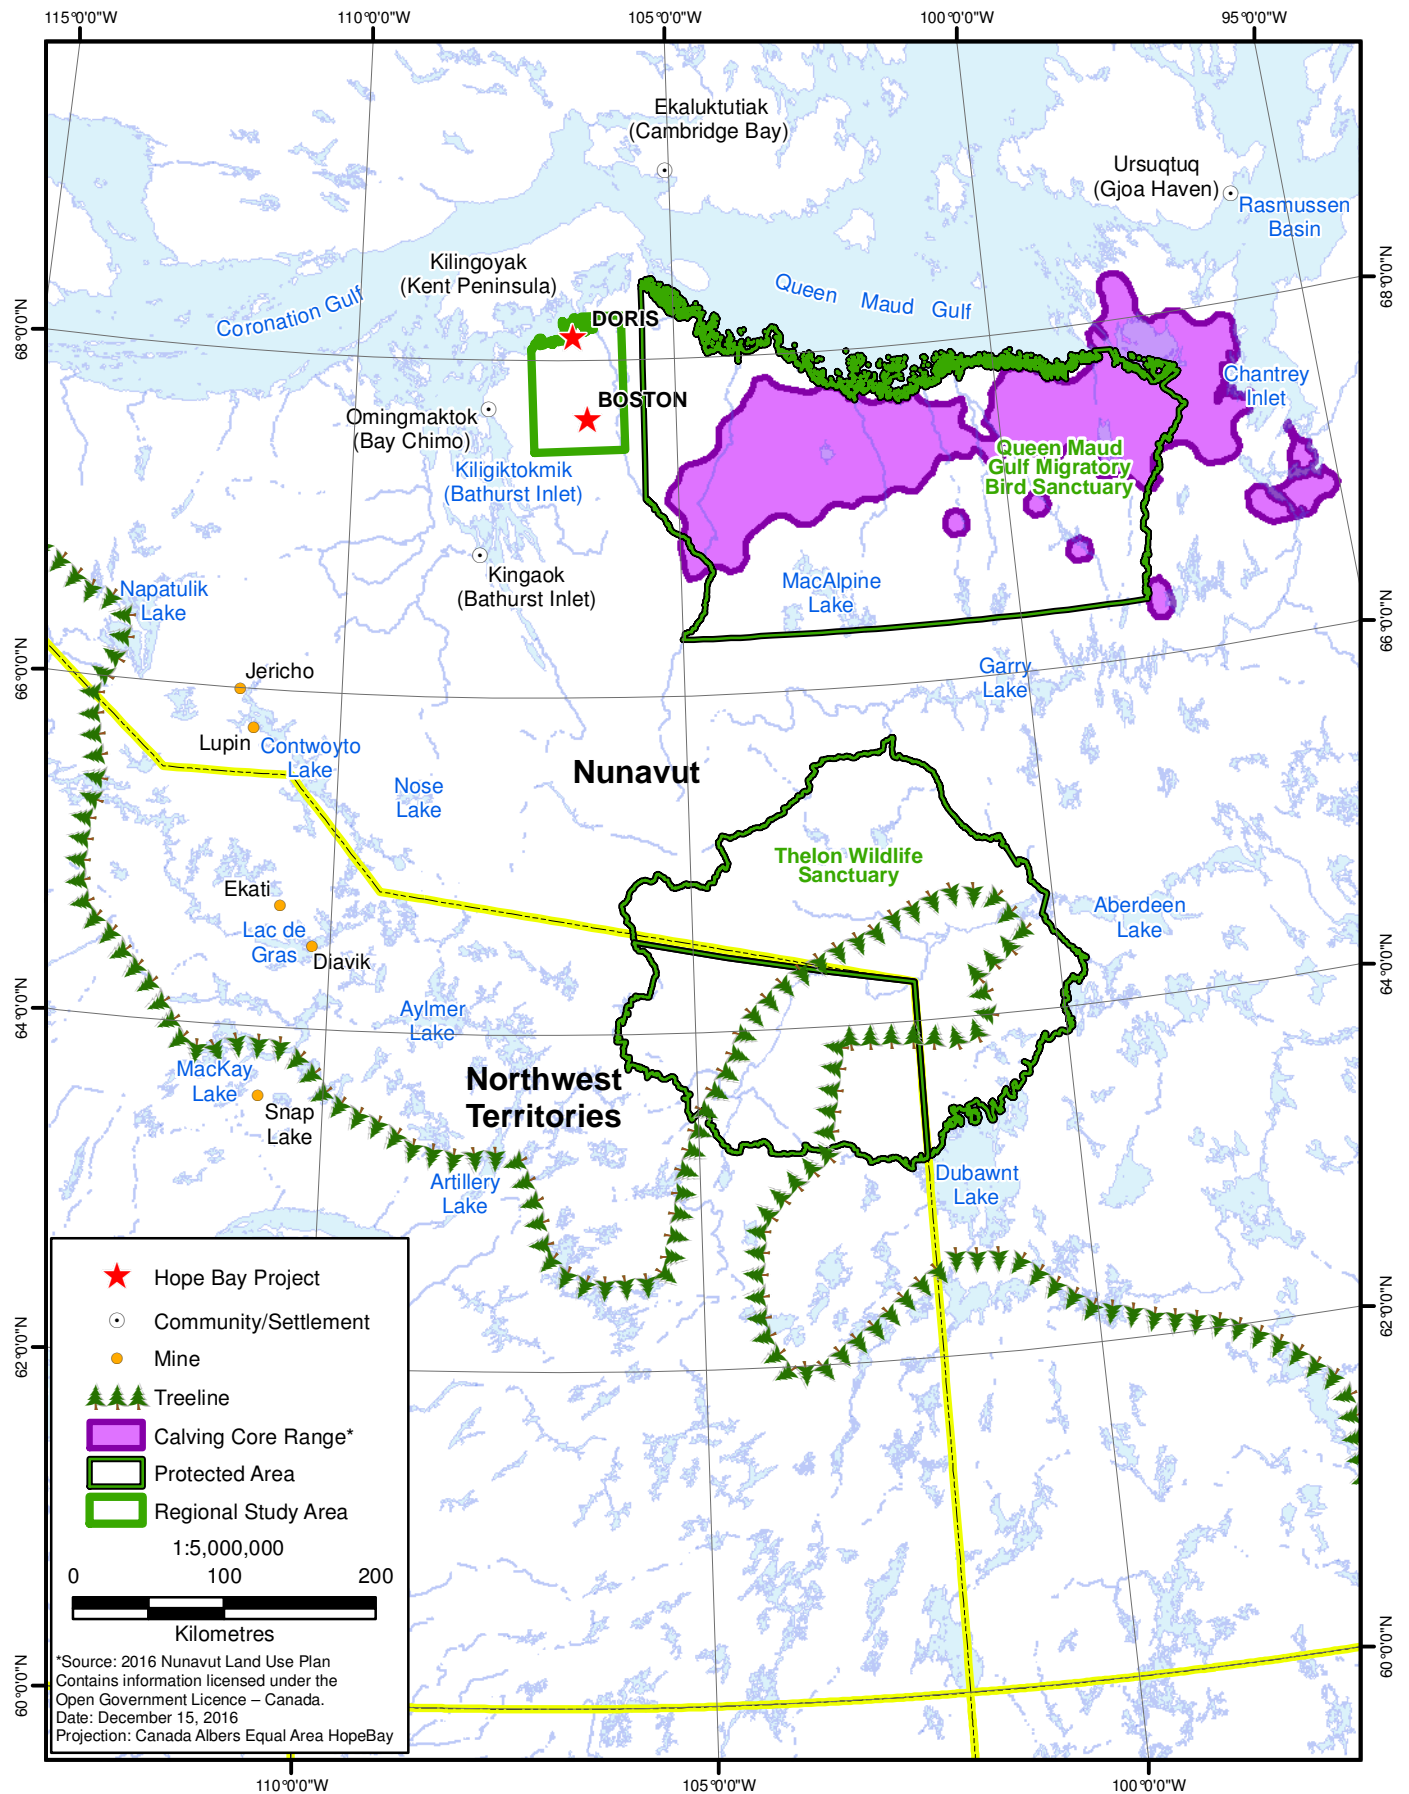 115°0'0"W
110°0'0"W
105°0'0"W
100°0'0"W
95°0'0"W
Ekaluktutiak
(Cambridge Bay)
Ursuqtuq
(Gjoa Haven)
Rasmussen
Basin
Kilingoyak
(Kent Peninsula)
Queen Maud Gulf
Coronation Gulf
68°0'0"N
68°0'0"N
DORIS
BOSTON
Chantrey
Inlet
Omingmaktok
(Bay Chimo)
Kiligiktokmik
(Bathurst Inlet)
Queen Maud
Gulf Migratory
Bird Sanctuary
Kingaok
(Bathurst Inlet)
MacAlpine
Lake
Napatulik
Lake
66°0'0"N
66°0'0"N
Jericho
Garry
Lake
Lupin
Contwoyto
Lake
Nose
Lake
Nunavut
Thelon Wildlife
Sanctuary
Ekati
Lac de
Gras
Diavik
Aberdeen
Lake
64°0'0"N
64°0'0"N
Aylmer
Lake
MacKay
Lake
Snap
Lake
Northwest
Territories
Artillery
Lake
Dubawnt
Lake
62°0'0"N
62°0'0"N
Hope Bay Project
Community/Settlement
Mine
Treeline
Calving Core Range*
Protected Area
Regional Study Area
1:5,000,000
0 100 200
Kilometres
*Source: 2016 Nunavut Land Use Plan
Contains information licensed under the
Open Government Licence – Canada.
Date: December 15, 2016
Projection: Canada Albers Equal Area HopeBay
60°0'0"N
60°0'0"N
110°0'0"W
105°0'0"W
100°0'0"W